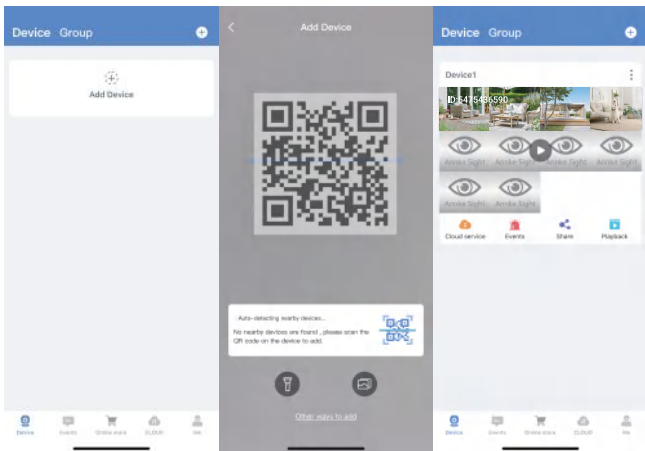 Device Group
Add Device
Device
Events
Online store
CLOUD
Me
Add Device
Auto-detecting nearby devices...
No nearby devices are found , please scan the
QR code on the device to add.
Other ways to add
Device Group
Device1
ID:6475436590
Annke Sight Annke Sight Annke Sight Annke Sight
Annke Sight Annke Sight
Cloud service
Events
Share
Playback
Device
Events
Online store
CLOUD
Me